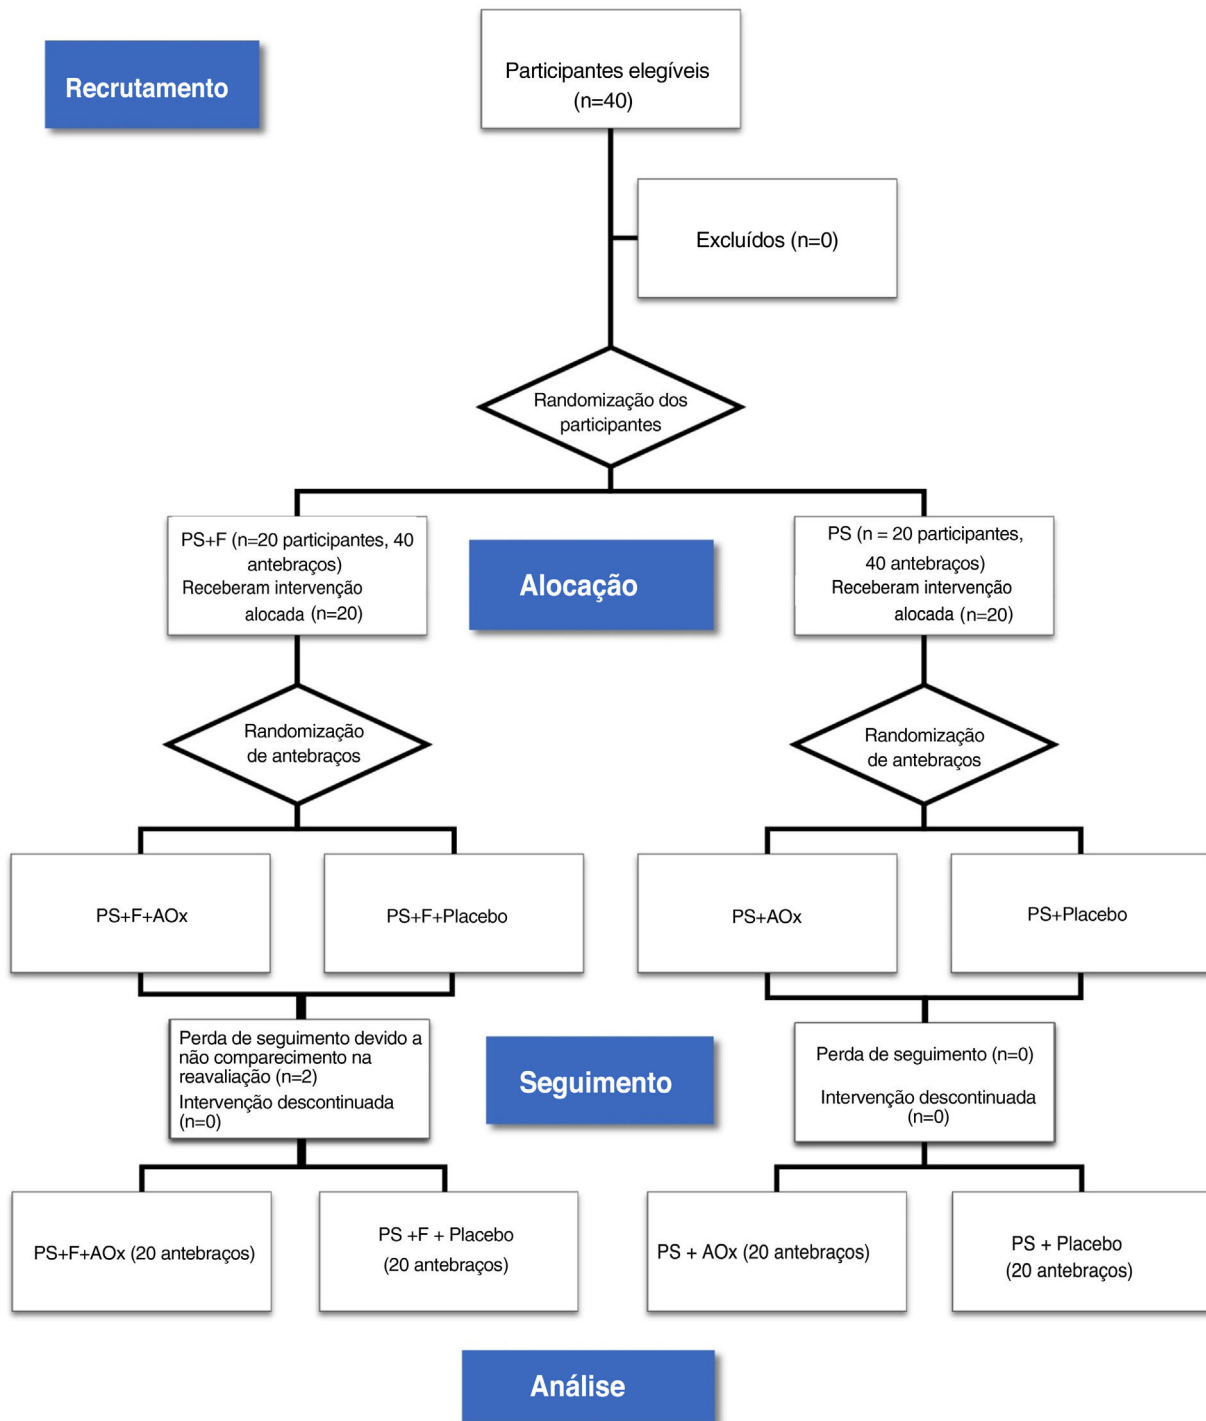 Recrutamento
Participantes elegíveis
(n=40)
Excluídos (n=0)
Randomização dos
participantes
PS+F (n=20 participantes, 40
antebraços)
Receberam intervenção
alocada (n=20)
Alocação
PS (n = 20 participantes,
40 antebraços)
Receberam intervenção
alocada (n=20)
Randomização
de antebraços
Randomização
de antebraços
PS+F+AOx
PS+F+Placebo
PS+AOx
PS+Placebo
Perda de seguimento devido a
não comparecimento na
reavaliação (n=2)
Intervenção descontinuada
(n=0)
Seguimento
Perda de seguimento (n=0)
Intervenção descontinuada
(n=0)
PS+F+AOx (20 antebraços)
PS +F + Placebo
(20 antebraços)
PS + AOx (20 antebraços)
PS + Placebo
(20 antebraços)
Análise